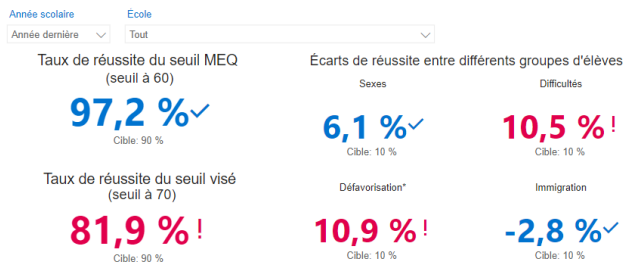 Année scolaire
École
Année dernière
Tout
Taux de réussite du seuil MEQ
(seuil à 60)
97,2 %
Cible: 90 %
Écarts de réussite entre différents groupes d'élèves
Sexes
Difficultés
6,1 %
10,5 % !
Cible: 10 %
Cible: 10 %
Taux de réussite du seuil visé
(seuil à 70)
81,9 % !
Cible: 90 %
Défavorisation*
Immigration
10,9 % !
-2,8 %
Cible: 10 %
Cible: 10 %